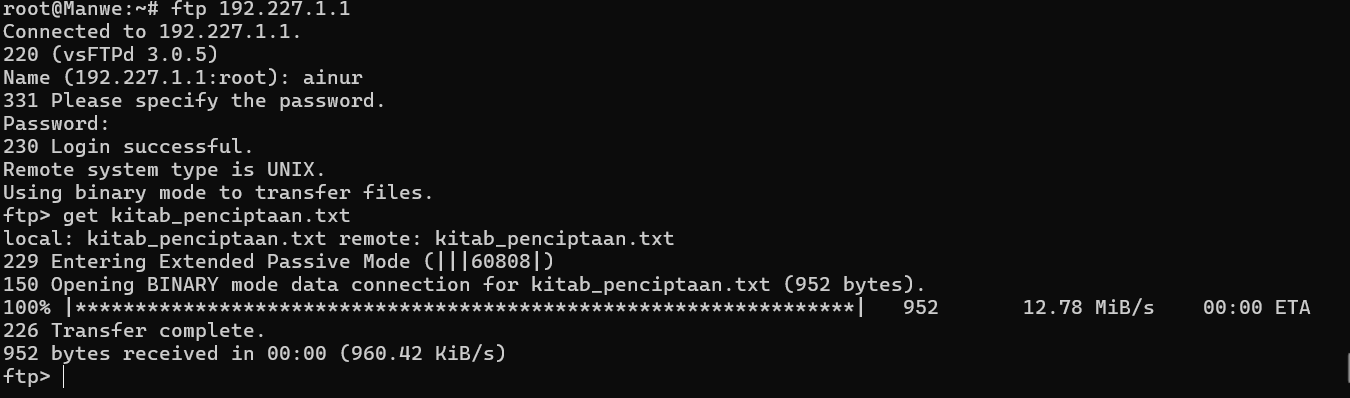 root@Manwe:~# ftp 192.227.1.1
Connected to 192.227.1.1.
220 (vsFTPd 3.0.5)
Name (192.227.1.1:root): ainur
331 Please specify the password.
Password:
230 Login successful.
Remote system type is UNIX.
Using binary mode to transfer files.
ftp> get kitab_penciptaan.txt
local: kitab_penciptaan.txt remote: kitab_penciptaan.txt
229 Entering Extended Passive Mode (|||60808|)
150 Opening BINARY mode data connection for kitab_penciptaan.txt (952 bytes).
100% |*****************************************************************|   952       12.78 MiB/s    00:00 ETA
226 Transfer complete.
952 bytes received in 00:00 (960.42 KiB/s)
ftp>